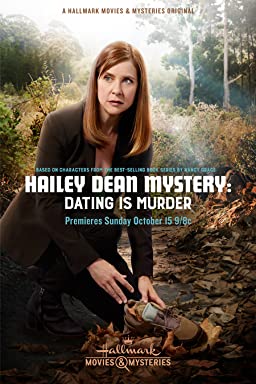 A HALLMARK MOVIES & MYSTERIES ORIGINAL
BASED ON CHARACTERS FROM THE BEST-SELLING BOOK SERIES BY NANCY GRACE
HAILEY DEAN MYSTERY:
DATING IS MURDER
Premieres Sunday October 15 9/8c
Hallmark
MOVIES & MYSTERIES